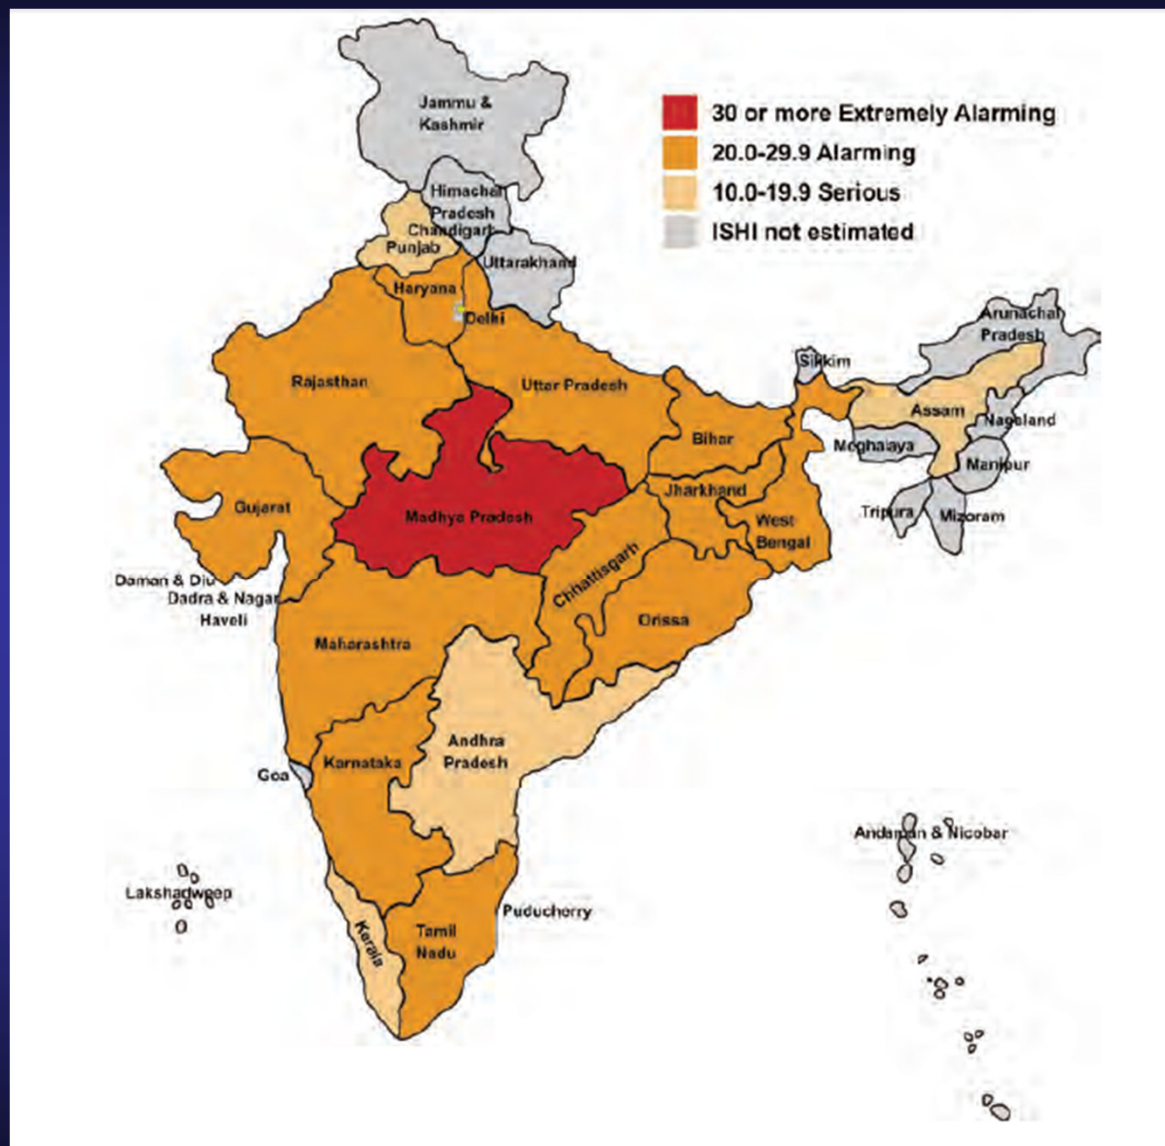 Jammu &
Kashmir
30 or more Extremely Alarming
20.0-29.9 Alarming
10.0-19.9 Serious
ISHI not estimated
Himachal
Pradesh
Chandigarh
Punjab
Uttarakhand
Haryana
Delhi
Arunachal
Pradesh
Rajasthan
Uttar Pradesh
Sikkim
Assam
Nagaland
Bihar
Meghalaya
Manipur
Jharkhand
Gujarat
Madhya Pradesh
West
Bengal
Tripura
Mizoram
Chhattisgarh
Daman & Diu
Dadra & Nagar
Haveli
Orissa
Maharashtra
Andhra
Pradesh
Karnataka
Goa
Andaman & Nicobar
Lakshadweep
Puducherry
Kerala
Tamil
Nadu